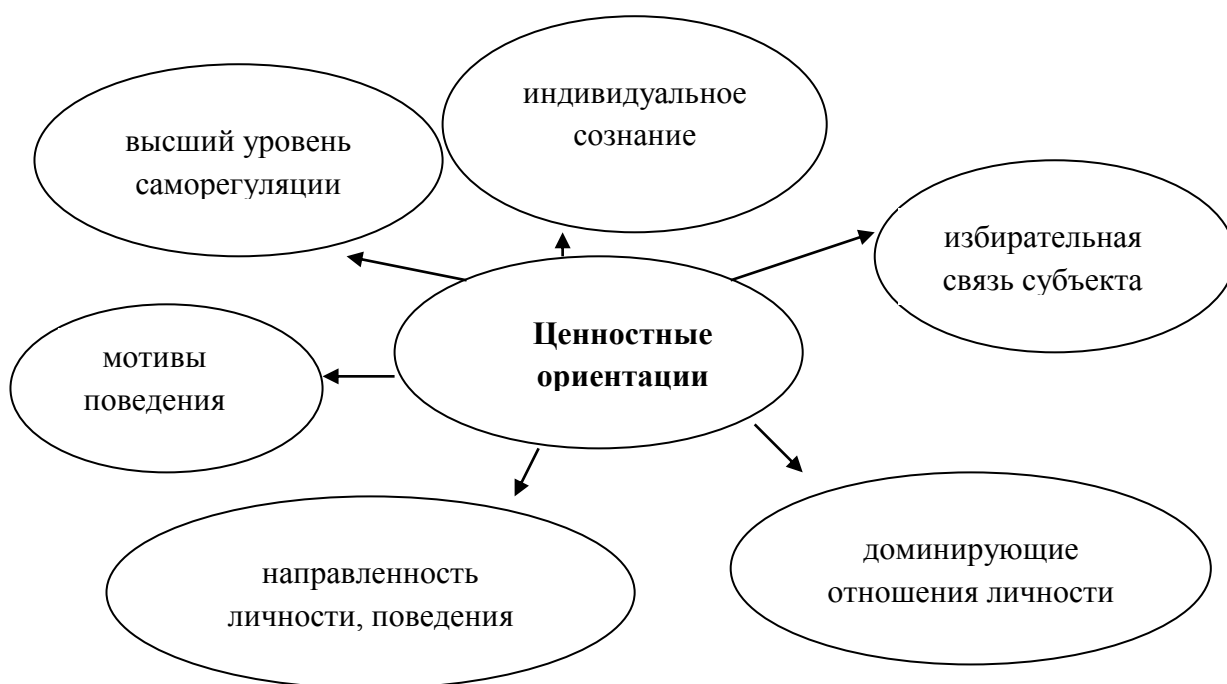 индивидуальное
сознание
высший уровень
саморегуляции
избирательная
связь субъекта
Ценностные
ориентации
мотивы
поведения
доминирующие
отношения личности
направленность
личности, поведения